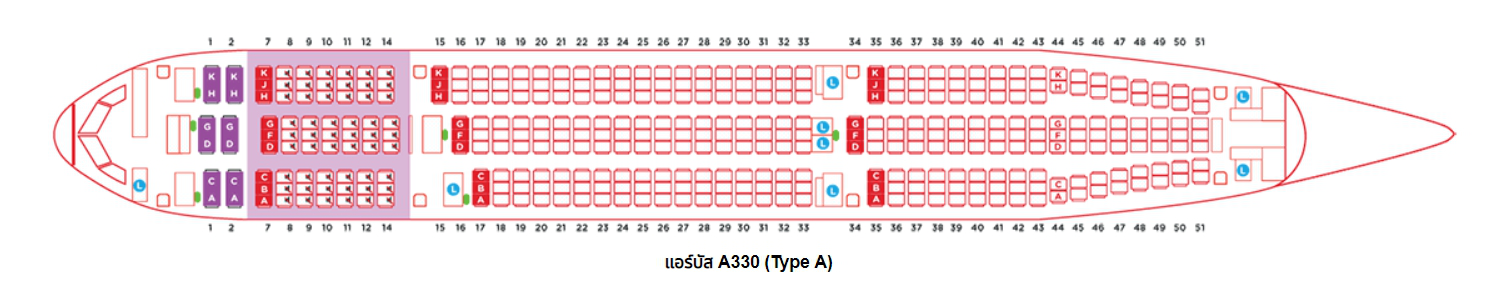 1 2 7 8 9 10 11 12 14 15 16 17 18 19 20 21 22 23 24 25 26 27 28 29 30 31 32 33 34 35 36 37 38 39 40 41 42 43 44 45 46 47 48 49 50 51
K K K K K K
J J J
H H H H H H
L L
G G G G G G
F F F F
D D D D D D
L
L
C C C C C C
B B B
A A A A A A
L L L L
1 2 7 8 9 10 11 12 14 15 16 17 18 19 20 21 22 23 24 25 26 27 28 29 30 31 32 33 34 35 36 37 38 39 40 41 42 43 44 45 46 47 48 49 50 51
แอร์บัส A330 (Type A)